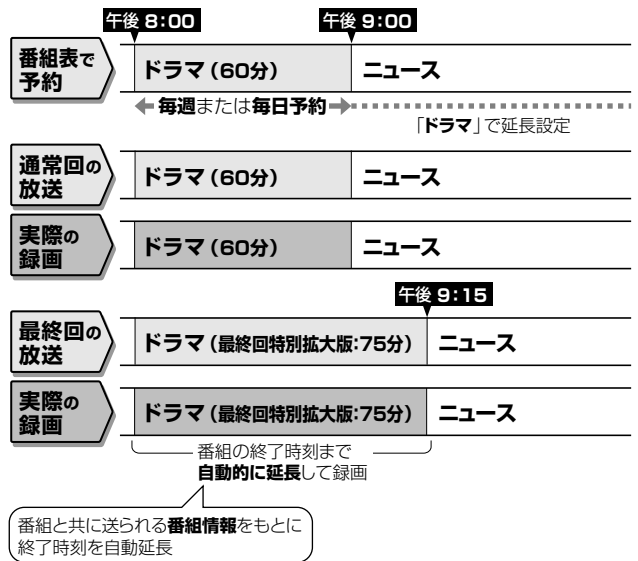 午後 8:00 午後 9:00
番組表で
予約
ドラマ（60分） ニュース
毎週または毎日予約
「ドラマ」で延長設定
通常回の
放送
ドラマ（60分） ニュース
実際の
録画
ドラマ（60分） ニュース
午後 9:15
最終回の
放送
ドラマ（最終回特別拡大版:75分） ニュース
実際の
録画
ドラマ（最終回特別拡大版:75分） ニュース
番組の終了時刻まで
自動的に延長して録画
番組と共に送られる番組情報をもとに
終了時刻を自動延長